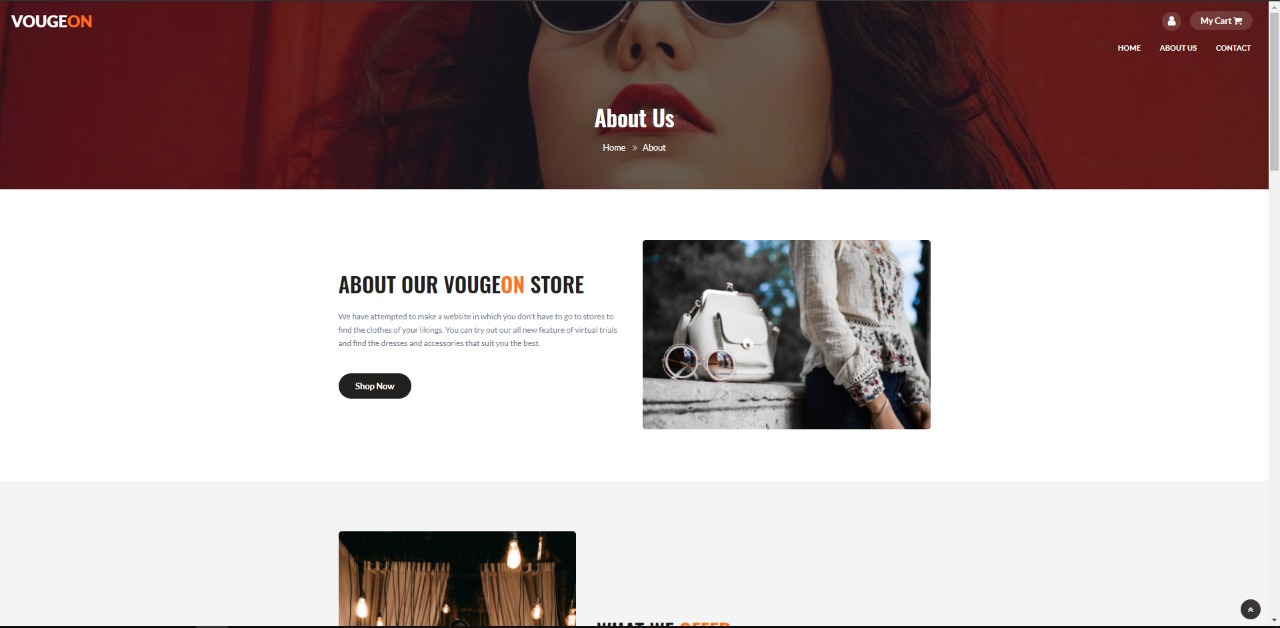 VOUGEON
My Cart
HOME ABOUT US CONTACT
About Us
Home » About
ABOUT OUR VOUGEON STORE
We have attempted to make a website in which you don't have to go to stores to
find the clothes of your likings. You can try out our all new feature of virtual trials
and find the dresses and accessories that suit you the best.
Shop Now
WHAT WE OFFER